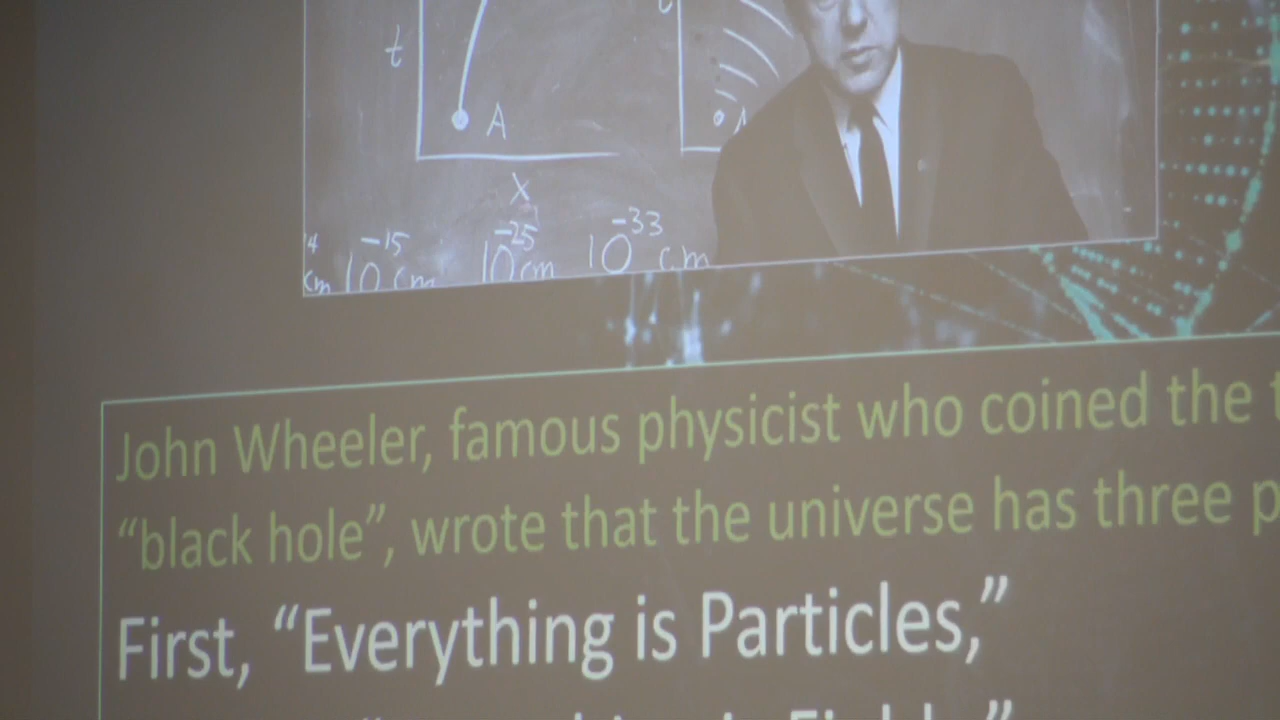 t
A
x
-15 -25 -33
cm 10 cm 10 cm 10 cm
John Wheeler, famous physicist who coined the
“black hole”, wrote that the universe has three
First, “Everything is Particles,”